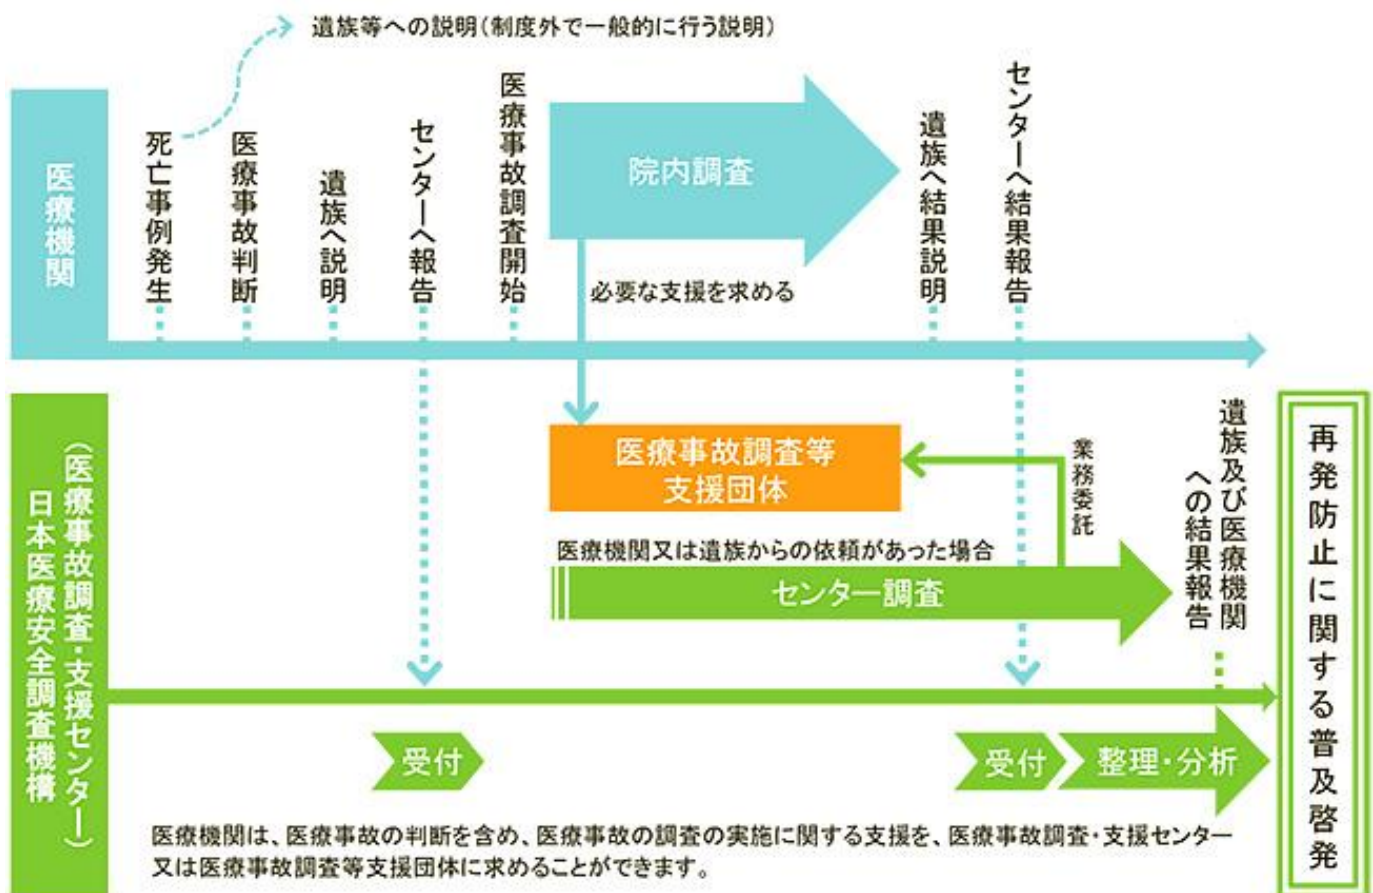 遺族等への説明(制度外で一般的に行う説明)
医療機関
死亡事例発生
医療事故判断
遺族へ説明
センターへ報告
医療事故調査開始
院内調査
必要な支援を求める
遺族へ結果説明
センターへ結果報告
(医療事故調査・支援センター)
日本医療安全調査機構
医療事故調査等
支援団体
業務委託
医療機関又は遺族からの依頼があった場合
センター調査
遺族及び医療機関
への結果報告
受付
受付
整理・分析
再発防止に関する普及啓発
医療機関は、医療事故の判断を含め、医療事故の調査の実施に関する支援を、医療事故調査・支援センター
又は医療事故調査等支援団体に求めることができます。